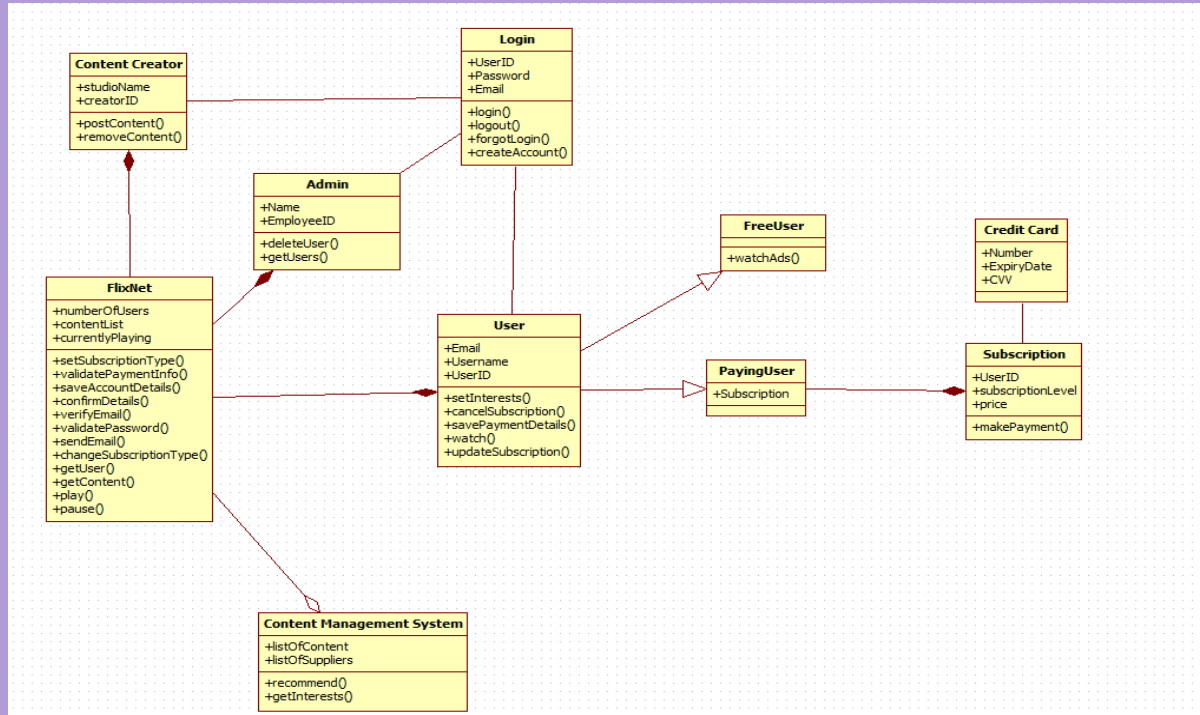 Content Creator
+studioName
+creatorID
+postContent()
+removeContent()
Login
+UserID
+Password
+Email
+login()
+logout()
+forgotLogin()
+createAccount()
Admin
+Name
+EmployeeID
+deleteUser()
+getUsers()
FreeUser
+watchAds()
Credit Card
+Number
+ExpiryDate
+CVV
FlixNet
+numberOfUsers
+contentList
+currentlyPlaying
+setSubscriptionType()
+validatePaymentInfo()
+saveAccountDetails()
+confirmDetails()
+verifyEmail()
+validatePassword()
+sendEmail()
+changeSubscriptionType()
+getUser()
+getContent()
+play()
+pause()
User
+Email
+Username
+UserID
+setInterests()
+cancelSubscription()
+savePaymentDetails()
+watch()
+updateSubscription()
PayingUser
+Subscription
Subscription
+UserID
+subscriptionLevel
+price
+makePayment()
Content Management System
+listOfContent
+listOfSuppliers
+recommend()
+getInterests()